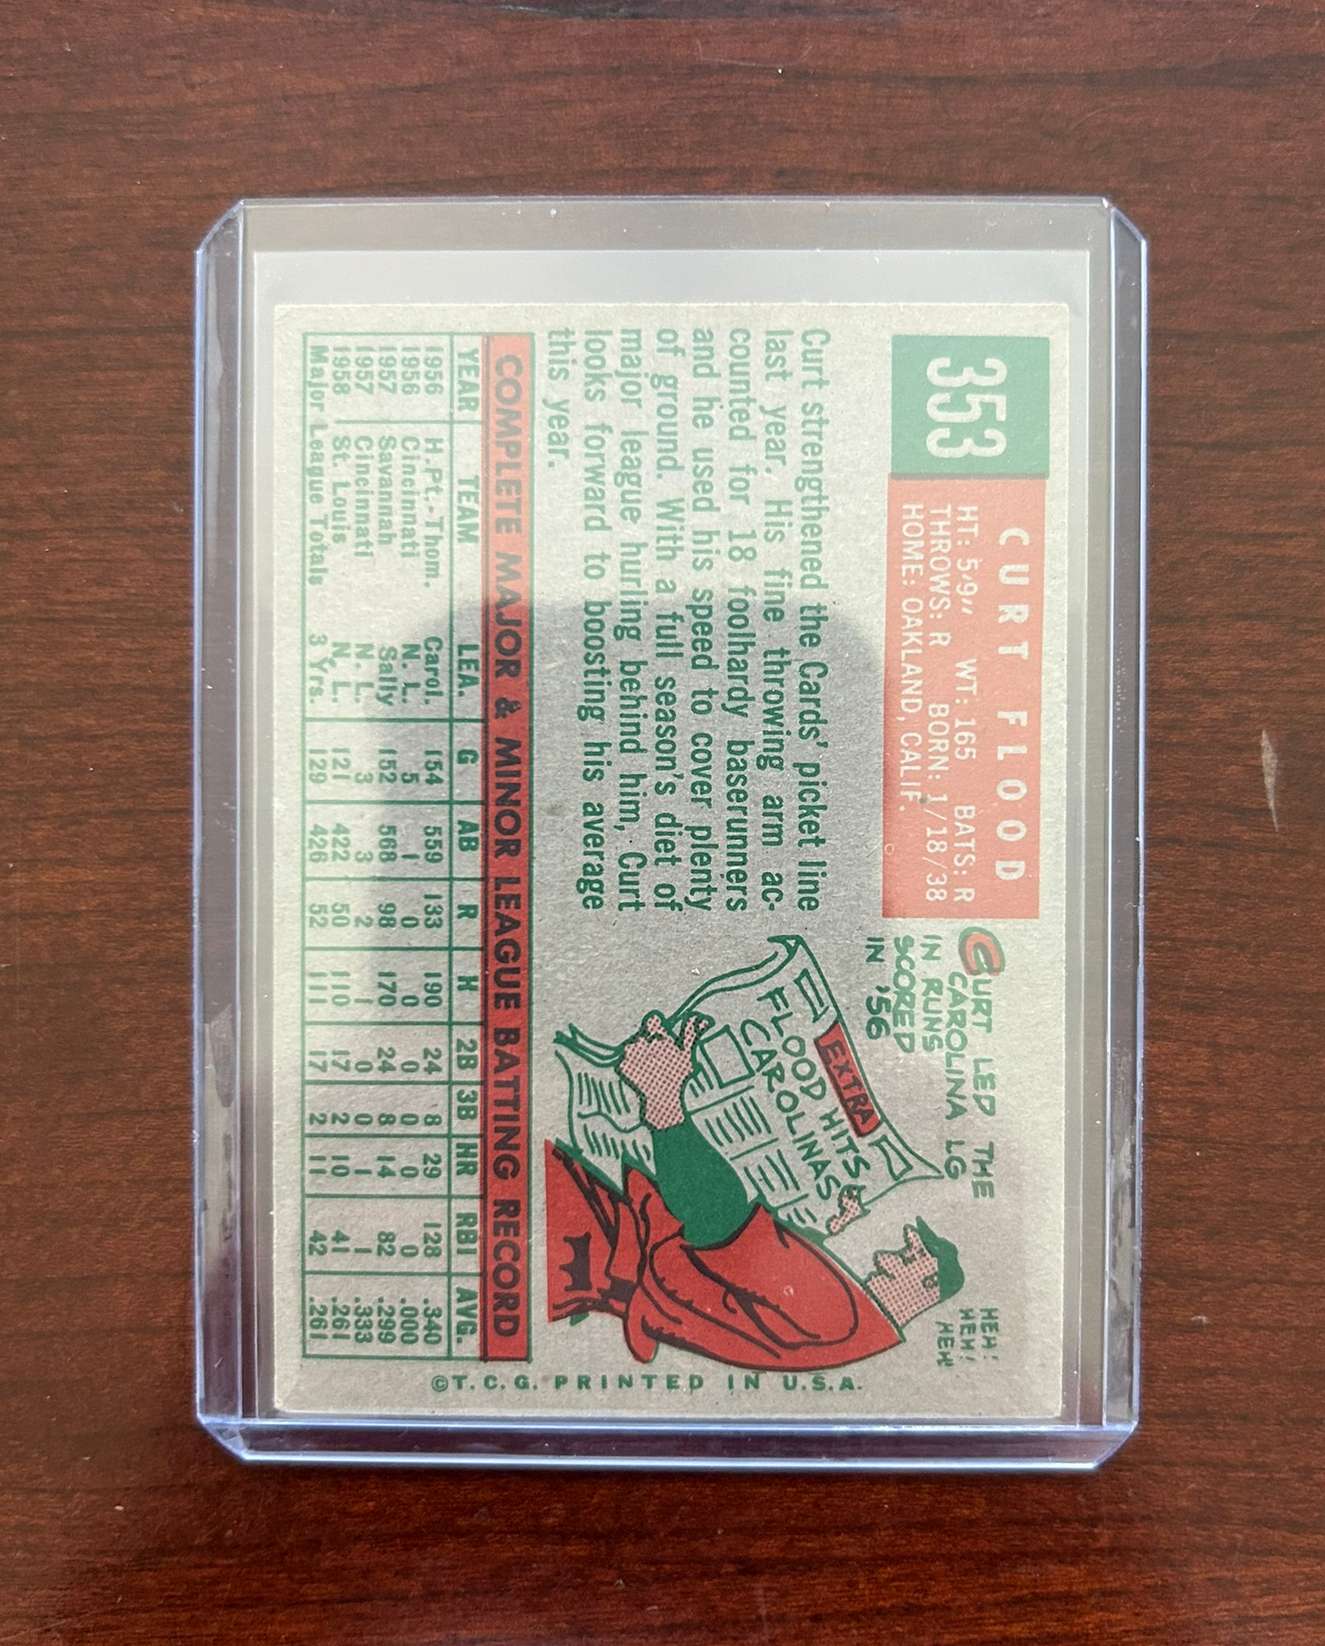 353
CURT FLOOD
HT: 5'9" WT: 165 BATS: R
THROWS: R BORN: 1/18/38
HOME: OAKLAND, CALIF.
Curt strengthened the Cards' picket line
last year. His fine throwing arm ac-
counted for 18 foolhardy baserunners
and he used his speed to cover plenty
of ground. With a full season's diet of
major league hurling behind him, Curt
looks forward to boosting his average
this year.
CURT LED THE
CAROLINA LG
IN RUNS
SCORED
IN '56
EXTRA
FLOOD HITS
CAROLINAS
HEH!
HEH!
HEH!
COMPLETE MAJOR & MINOR LEAGUE BATTING RECORD
YEAR TEAM LEA. G AB R H 2B 3B HR RBI AVG.
1956 H.Pt.-Thom. Carol. 154 559 133 190 24 8 29 128 .340
1956 Cincinnati N. L. 5 1 0 0 0 0 0 0 .000
1957 Savannah Sally 152 568 98 170 24 8 14 82 .299
1957 Cincinnati N. L. 3 3 2 1 0 0 1 1 .333
1958 St. Louis N. L. 121 422 50 110 17 2 10 41 .261
Major League Totals 3 Yrs. 129 426 52 111 17 2 11 42 .261
©T.C.G. PRINTED IN U.S.A.